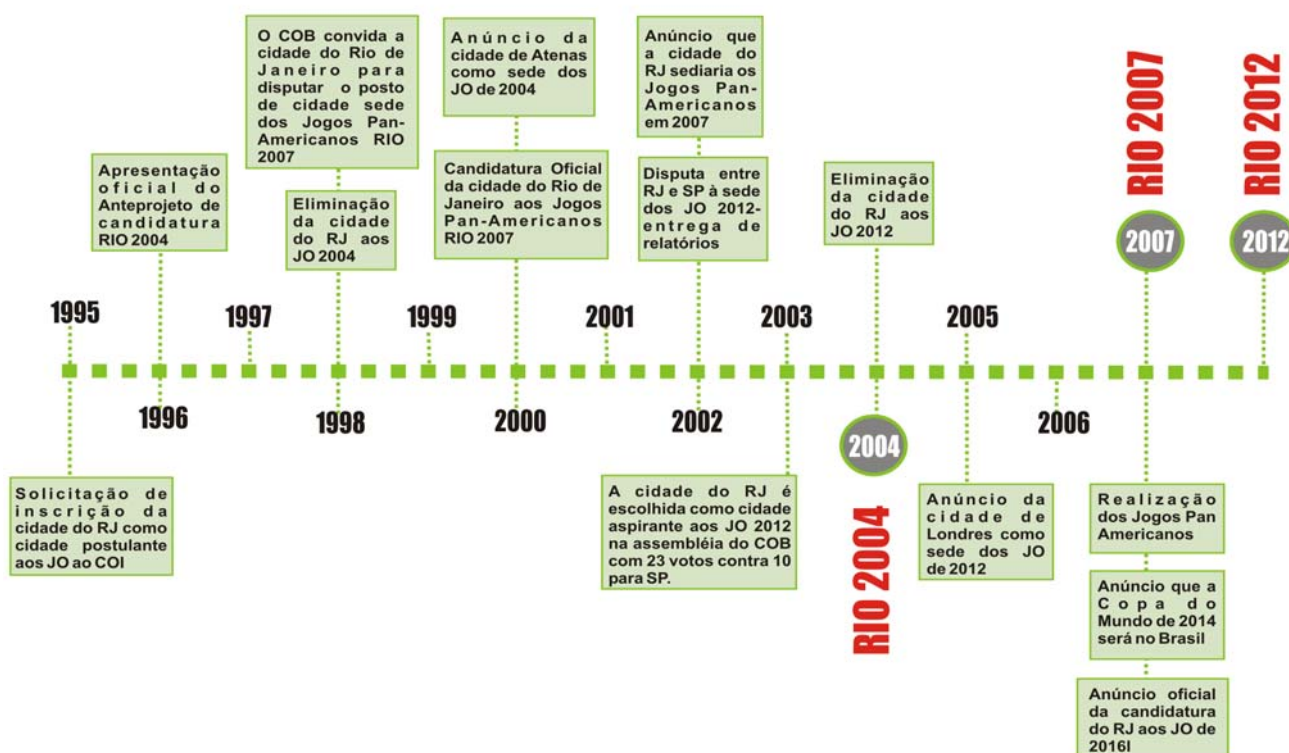 O COB convida a
cidade do Rio de
Janeiro para
disputar o posto
de cidade sede
dos Jogos Pan-
Americanos RIO
2007
Anúncio da
cidade de Atenas
como sede dos
JO de 2004
Anúncio que
a cidade do
RJ sediaria os
Jogos Pan-
Americanos
em 2007
RIO 2007
RIO 2012
Apresentação
oficial do
Anteprojeto de
candidatura
RIO 2004
Eliminação
da cidade
do RJ aos
JO 2004
Candidatura Oficial
da cidade do Rio de
Janeiro aos Jogos
Pan-Americanos
RIO 2007
Disputa entre
RJ e SP à sede
dos JO 2012-
entrega de
relatórios
Eliminação
da cidade
do RJ aos
JO 2012
2007
2012
1995
1997
1999
2001
2003
2005
1996
1998
2000
2002
2004
2006
Solicitação de
inscrição da
cidade do RJ como
cidade postulante
aos JO ao COI
A cidade do RJ é
escolhida como cidade
aspirante aos JO 2012
na assembléia do COB
com 23 votos contra 10
para SP.
RIO 2004
Anúncio da
cidade de
Londres como
sede dos JO
de 2012
Realização
dos Jogos Pan
Americanos
Anúncio que a
Copa do
Mundo de 2014
será no Brasil
Anúncio oficial
da candidatura
do RJ aos JO de
2016l